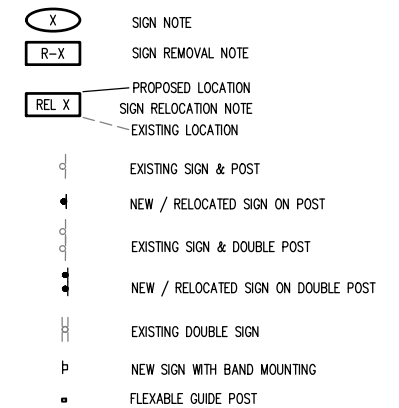 X SIGN NOTE
R-X SIGN REMOVAL NOTE
PROPOSED LOCATION
REL X SIGN RELOCATION NOTE
EXISTING LOCATION
EXISTING SIGN & POST
NEW / RELOCATED SIGN ON POST
EXISTING SIGN & DOUBLE POST
NEW / RELOCATED SIGN ON DOUBLE POST
EXISTING DOUBLE SIGN
NEW SIGN WITH BAND MOUNTING
FLEXABLE GUIDE POST